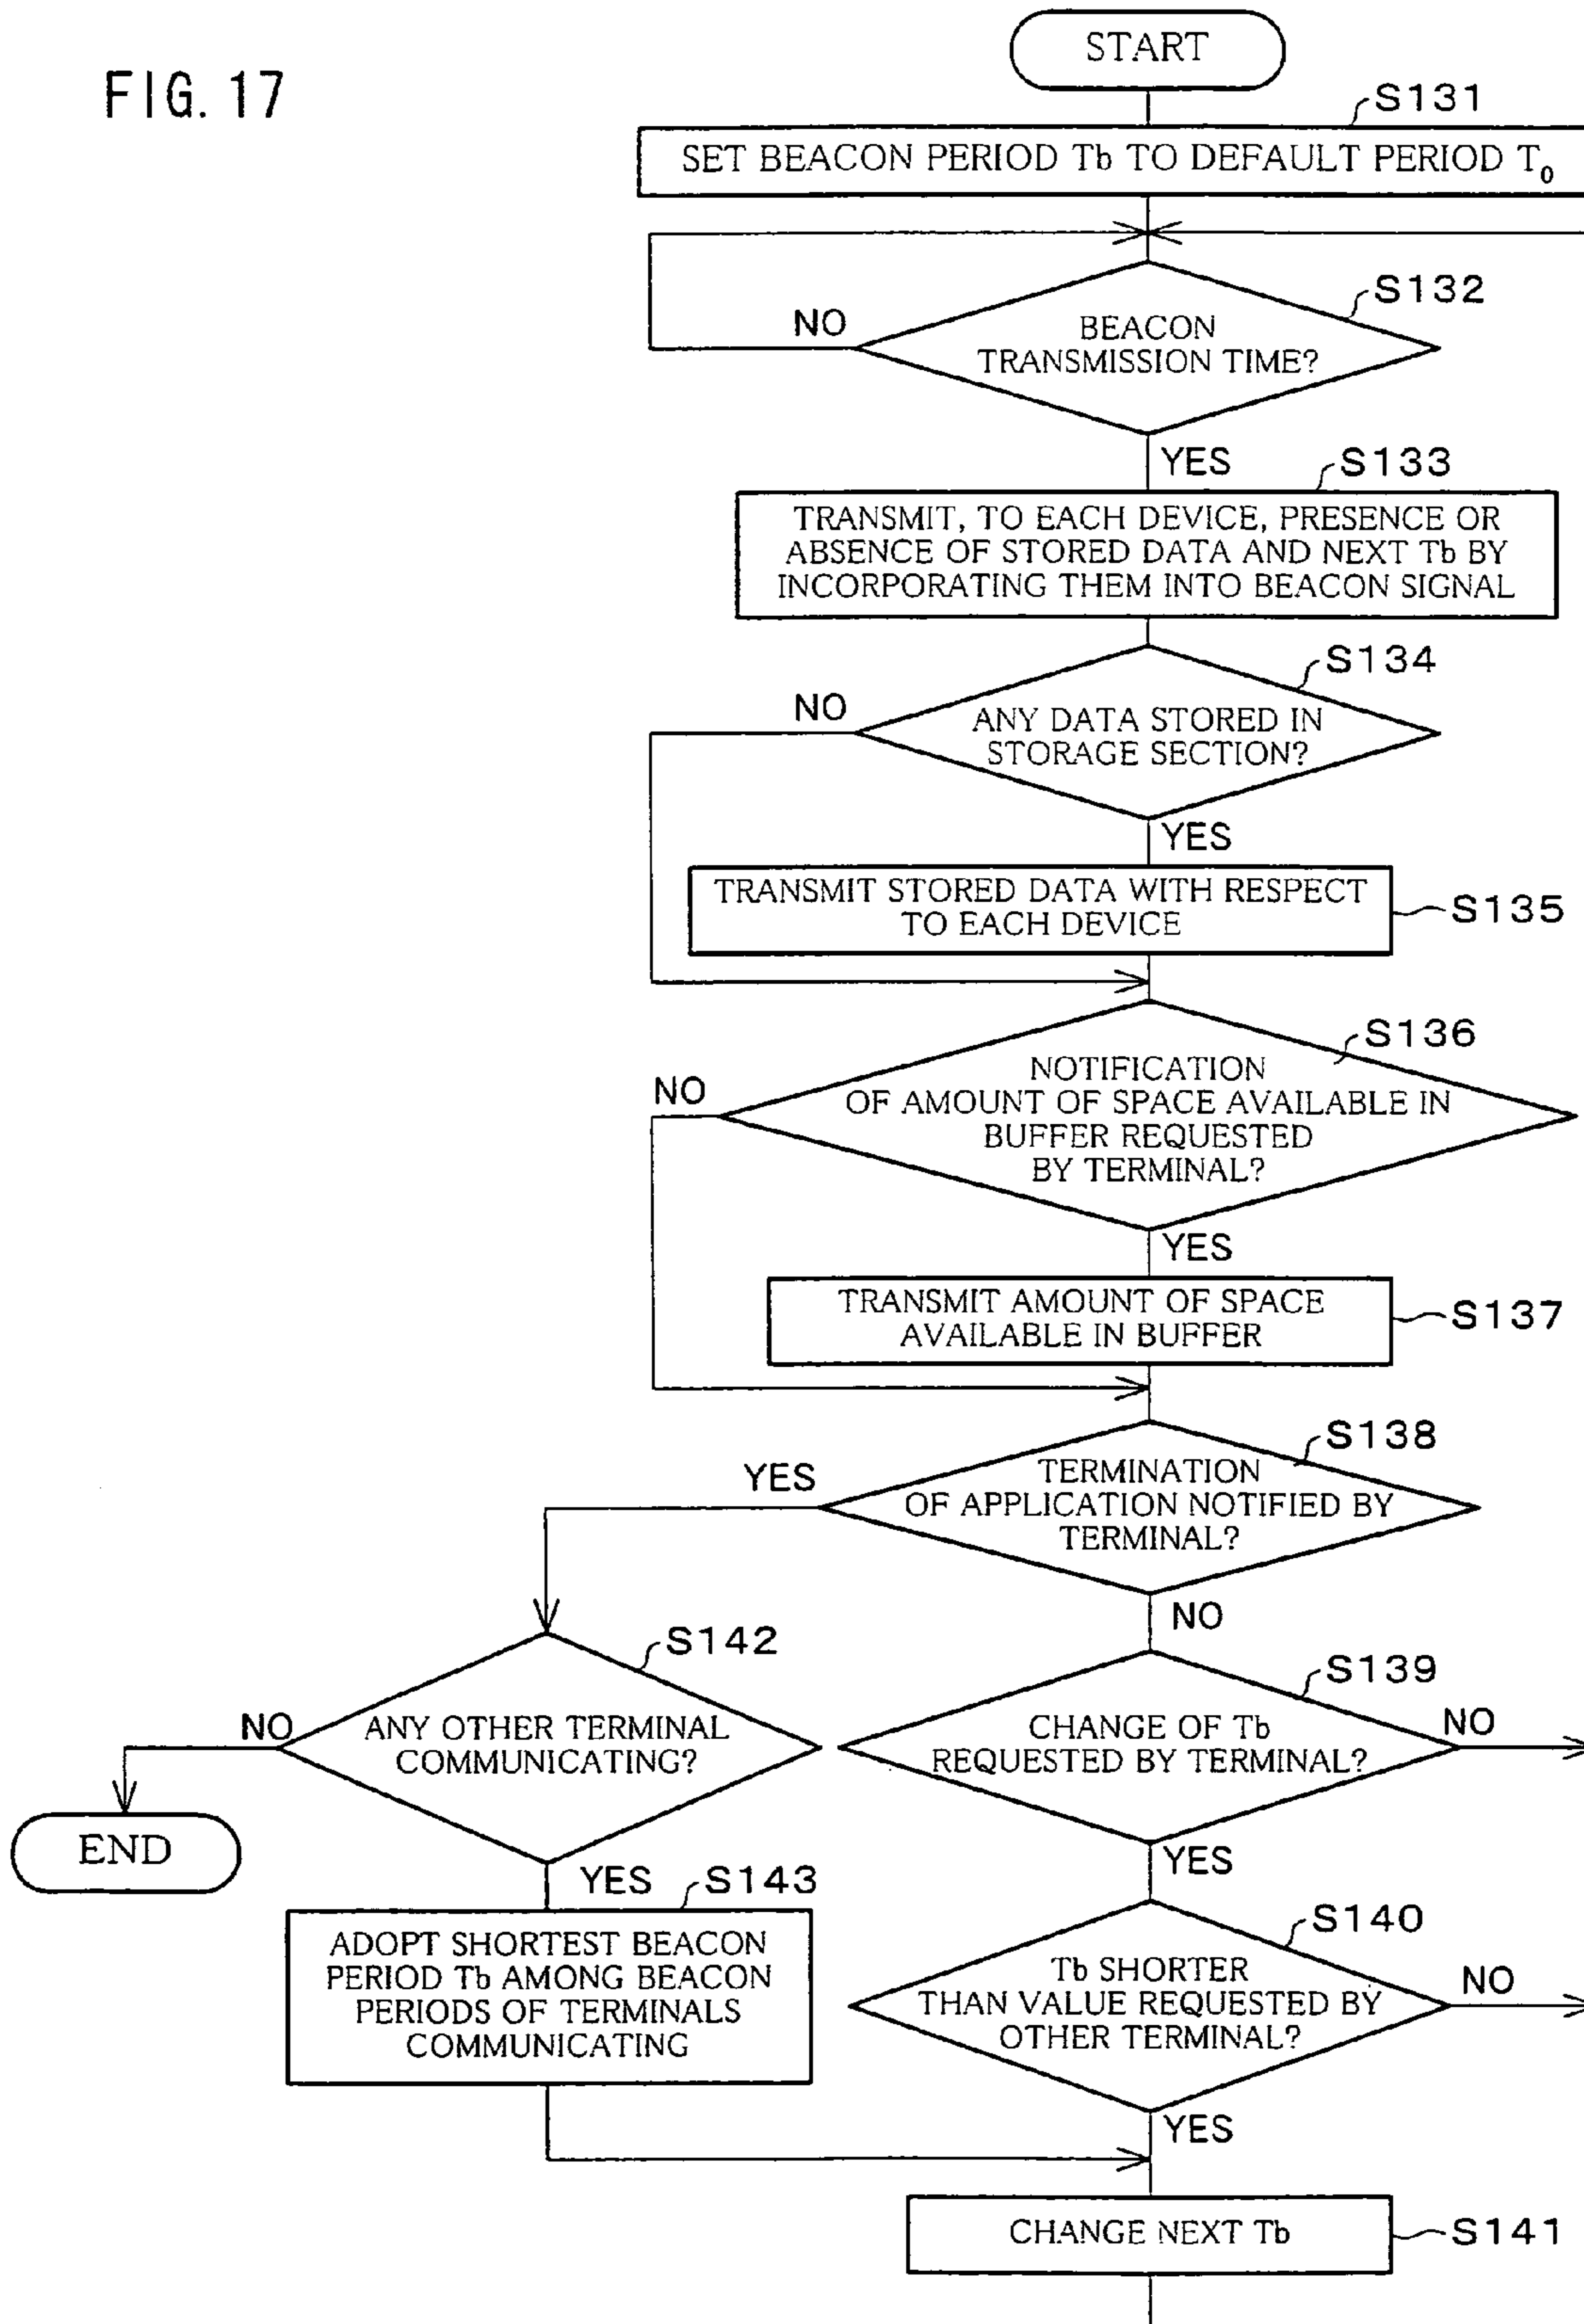 FIG. 17
START
S131
SET BEACON PERIOD Tb TO DEFAULT PERIOD T0
S132
NO
BEACON
TRANSMISSION TIME?
YES
S133
TRANSMIT, TO EACH DEVICE, PRESENCE OR
ABSENCE OF STORED DATA AND NEXT Tb BY
INCORPORATING THEM INTO BEACON SIGNAL
S134
NO
ANY DATA STORED IN
STORAGE SECTION?
YES
TRANSMIT STORED DATA WITH RESPECT
TO EACH DEVICE
S135
S136
NO
NOTIFICATION
OF AMOUNT OF SPACE AVAILABLE IN
BUFFER REQUESTED
BY TERMINAL?
YES
TRANSMIT AMOUNT OF SPACE
AVAILABLE IN BUFFER
S137
S138
YES
TERMINATION
OF APPLICATION NOTIFIED BY
TERMINAL?
NO
S142
NO
ANY OTHER TERMINAL
COMMUNICATING?
END
YES
S143
ADOPT SHORTEST BEACON
PERIOD Tb AMONG BEACON
PERIODS OF TERMINALS
COMMUNICATING
S139
CHANGE OF Tb
REQUESTED BY TERMINAL?
NO
YES
S140
Tb SHORTER
THAN VALUE REQUESTED BY
OTHER TERMINAL?
NO
YES
CHANGE NEXT Tb
S141